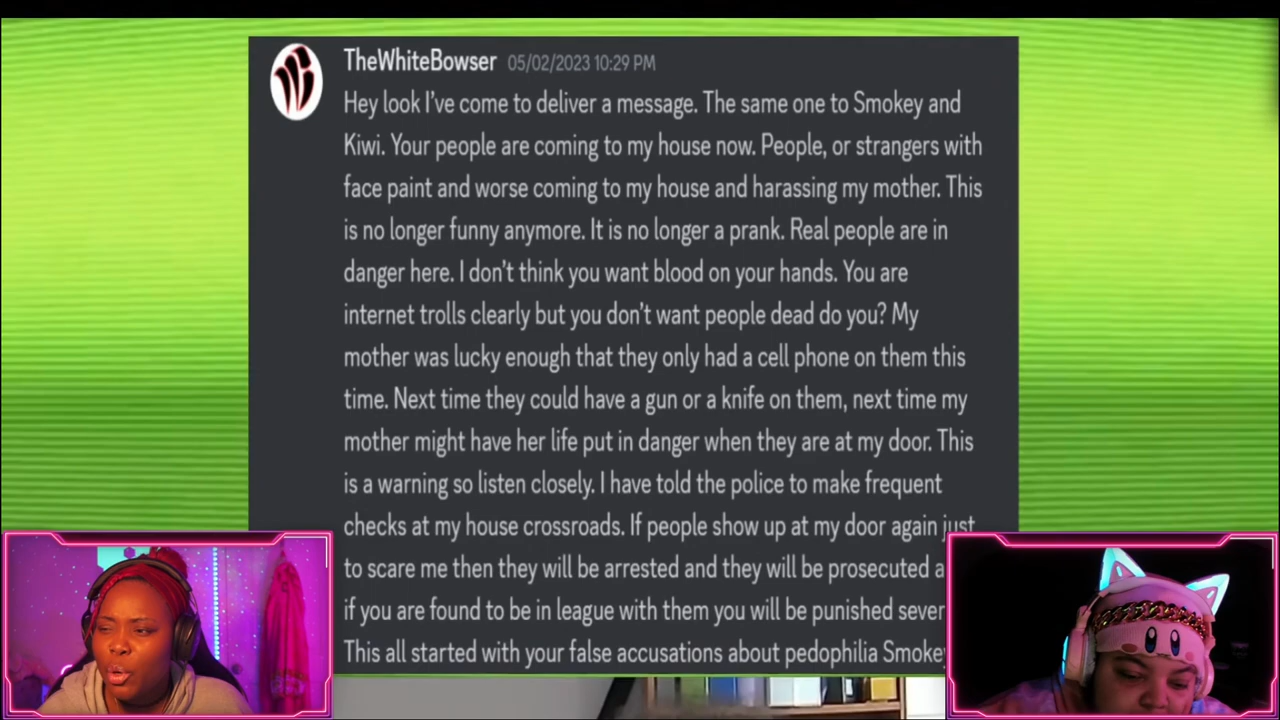 TheWhiteBowser 05/02/2023 10:29 PM
Hey look I've come to deliver a message. The same one to Smokey and
Kiwi. Your people are coming to my house now. People, or strangers with
face paint and worse coming to my house and harassing my mother. This
is no longer funny anymore. It is no longer a prank. Real people are in
danger here. I don't think you want blood on your hands. You are
internet trolls clearly but you don't want people dead do you? My
mother was lucky enough that they only had a cell phone on them this
time. Next time they could have a gun or a knife on them, next time my
mother might have her life put in danger when they are at my door. This
is a warning so listen closely. I have told the police to make frequent
checks at my house crossroads. If people show up at my door again just
to scare me then they will be arrested and they will be prosecuted
if you are found to be in league with them you will be punished
This all started with your false accusations about pedophilia Smokey